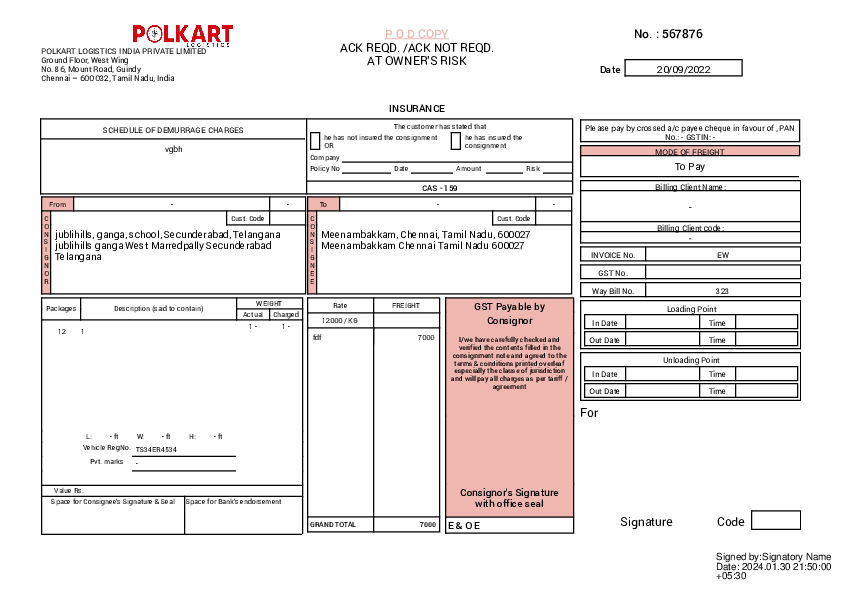 POLKART
LOGISTICS
POLKART LOGISTICS INDIA PRIVATE LIMITED
Ground Floor, West Wing
No.86, Mount Road, Guindy
Chennai – 600032, Tamil Nadu, India
P O D COPY
ACK REQD. /ACK NOT REQD.
AT OWNER'S RISK
No. : 567876
Date 20/09/2022
INSURANCE
SCHEDULE OF DEMURRAGE CHARGES
vgbh
The customer has stated that
he has not insured the consignment
OR
he has insured the
consignment
Company
Policy No Date Amount Risk
CAS - 159
Please pay by crossed a/c payee cheque in favour of , PAN
No.: - GSTIN: -
MODE OF FREIGHT
To Pay
Billing Client Name:
-
Billing Client code:
-
INVOICE No. EW
GST No.
Way Bill No. 323
From - -
Cust. Code
CONSIGNOR
jublihills, ganga, school, Secunderabad, Telangana
jublihills ganga West Marredpally Secunderabad
Telangana
To - -
Cust. Code
CONSIGNEE
Meenambakkam, Chennai, Tamil Nadu, 600027
Meenambakkam Chennai Tamil Nadu 600027
Packages Description (said to contain) WEIGHT
Actual Charged
12 1 1 - 1 -
L: - ft W: - ft H: - ft
Vehicle RegNo. TS34ER4534
Pvt. marks -
Value Rs.
Space for Consignee's Signature & Seal
Space for Bank's endorsement
Rate FREIGHT
12000 / KG
fdf 7000
GRAND TOTAL 7000
GST Payable by
Consignor
I/we have carefully checked and
verified the contents filled in the
consignment note and agreed to the
terms & conditions printed overleaf
especially the clause of jurisdiction
and will pay all charges as per tariff /
agreement
Consignor's Signature
with office seal
E & O E
Loading Point
In Date Time
Out Date Time
Unloading Point
In Date Time
Out Date Time
For
Signature Code
Signed by:Signatory Name
Date: 2024.01.30 21:50:00
+05:30